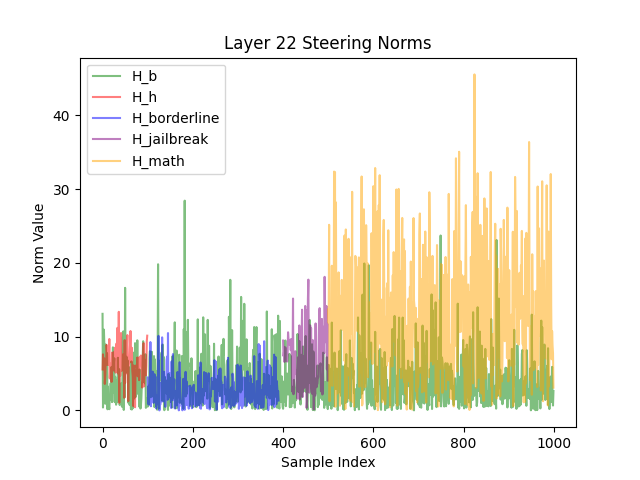 Layer 22 Steering Norms
H_b
H_h
H_borderline
H_jailbreak
H_math
Norm Value
40
30
20
10
0
0
200
400
600
800
1000
Sample Index